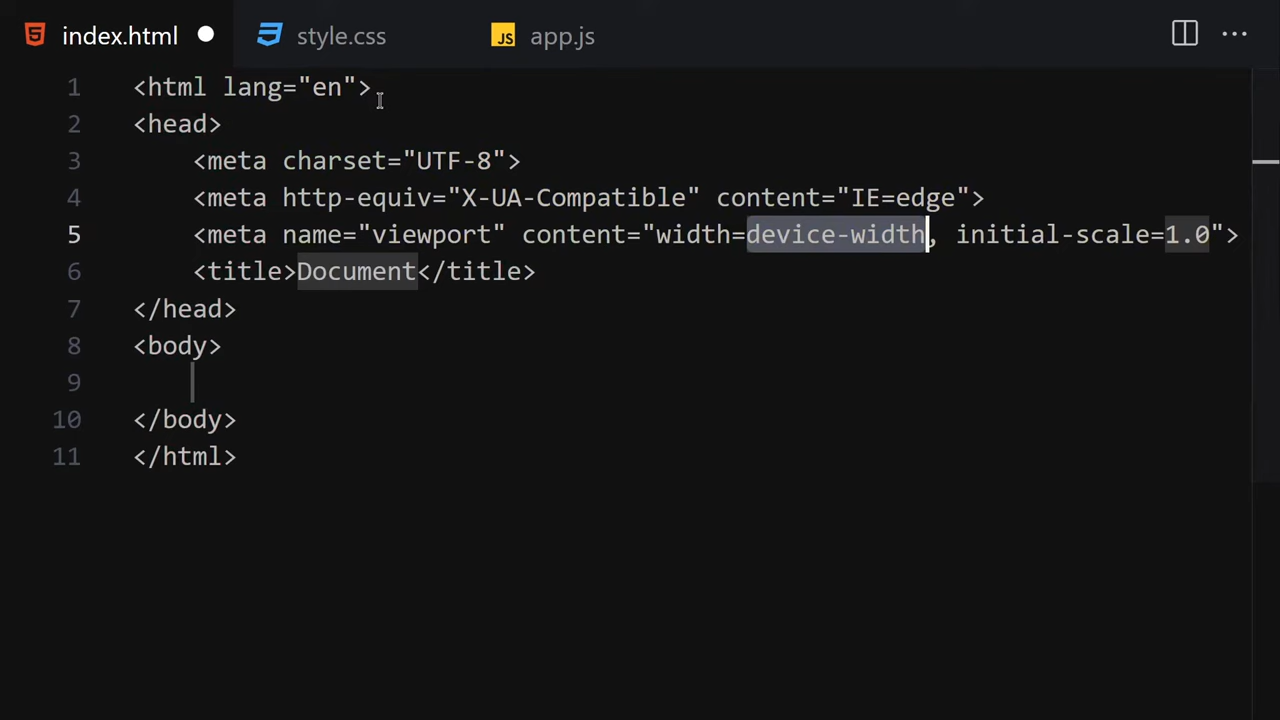 index.html
style.css
JS app.js
1 <html lang="en">
2 <head>
3 <meta charset="UTF-8">
4 <meta http-equiv="X-UA-Compatible" content="IE=edge">
5 <meta name="viewport" content="width=device-width, initial-scale=1.0">
6 <title>Document</title>
7 </head>
8 <body>
9
10 </body>
11 </html>